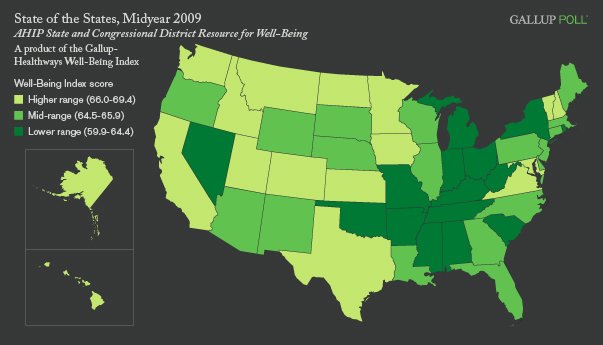 State of the States, Midyear 2009
GALLUP POLL
AHIP State and Congressional District Resource for Well-Being
A product of the Gallup-
Healthways Well-Being Index
Well-Being Index score
Higher range (66.0-69.4)
Mid-range (64.5-65.9)
Lower range (59.9-64.4)